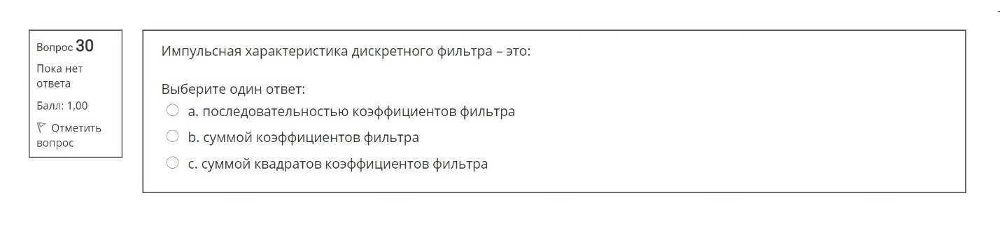 Вопрос 30
Пока нет
ответа
Балл: 1,00
Отметить
вопрос
Импульсная характеристика дискретного фильтра – это:
Выберите один ответ:
a. последовательностью коэффициентов фильтра
b. суммой коэффициентов фильтра
c. суммой квадратов коэффициентов фильтра